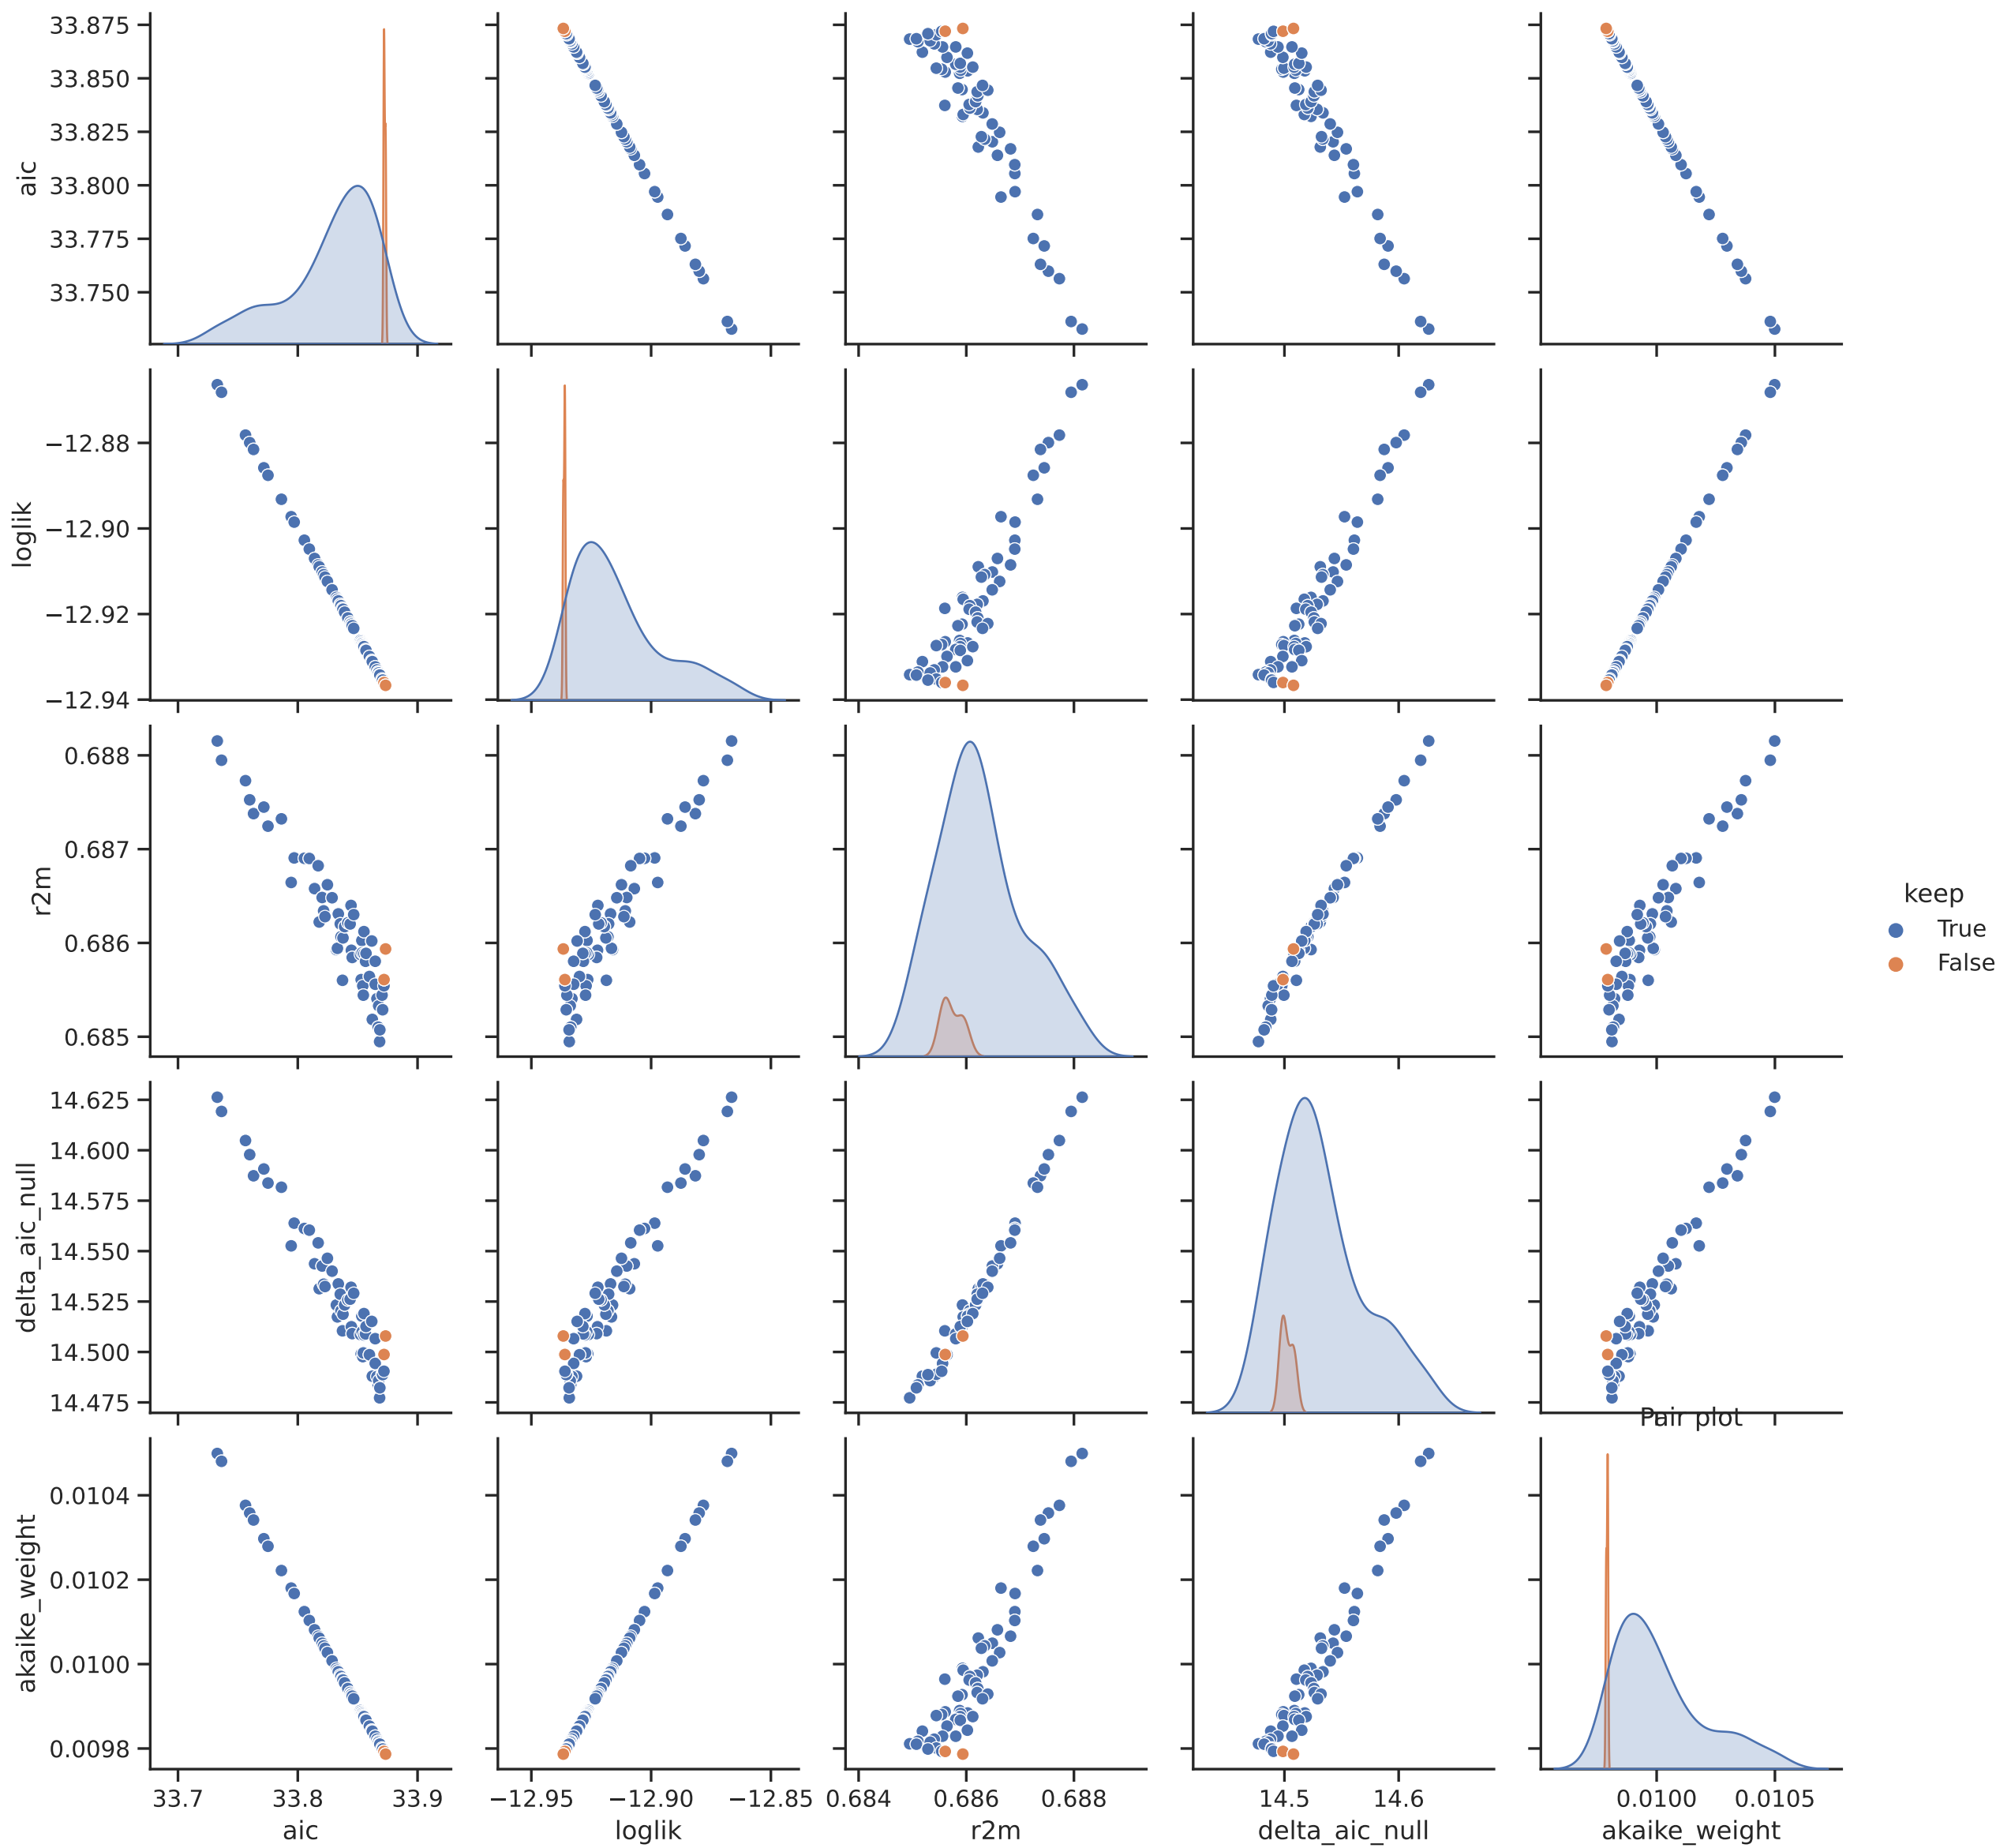 33.875
33.850
33.825
33.800
33.775
33.750
aic
−12.88
−12.90
−12.92
−12.94
loglik
0.688
0.687
0.686
0.685
r2m
keep
True
False
14.625
14.600
14.575
14.550
14.525
14.500
14.475
delta_aic_null
Pair plot
0.0104
0.0102
0.0100
0.0098
akaike_weight
33.7 33.8 33.9 −12.95 −12.90 −12.85 0.684 0.686 0.688 14.5 14.6 0.0100 0.0105
aic loglik r2m delta_aic_null akaike_weight